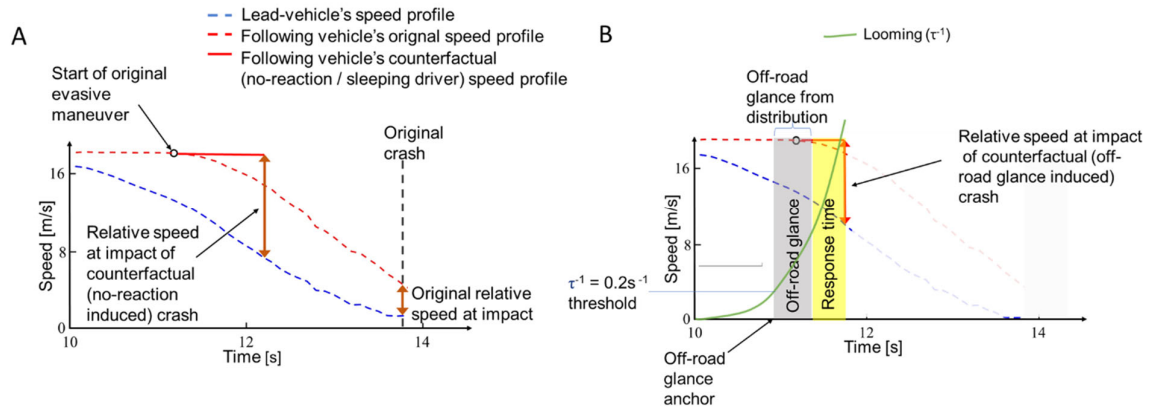 A
Lead-vehicle's speed profile
Following vehicle's orignal speed profile
Following vehicle's counterfactual
(no-reaction / sleeping driver) speed profile
Start of original
evasive
maneuver
Original
crash
16
8
0
Speed [m/s]
Relative speed
at impact of
counterfactual
(no-reaction
induced) crash
Original relative
speed at impact
10
12
14
Time [s]
B
Looming (τ⁻¹)
Off-road
glance from
distribution
Relative speed at impact
of counterfactual (off-
road glance induced)
crash
16
8
0
Speed [m/s]
Off-road glance
Response time
τ⁻¹ = 0.2s⁻¹
threshold
10
12
14
Time [s]
Off-road
glance
anchor